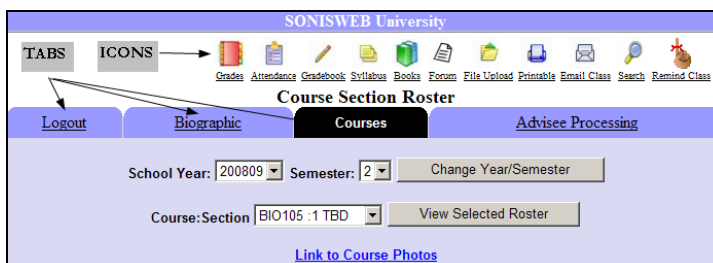 SONISWEB University
TABS ICONS
Grades Attendance Gradebook Syllabus Books Forum File Upload Printable Email Class Search Remind Class
Course Section Roster
Logout Biographic Courses Advisee Processing
School Year: 200809 Semester: 2 Change Year/Semester
Course:Section BIO105 :1 TBD View Selected Roster
Link to Course Photos